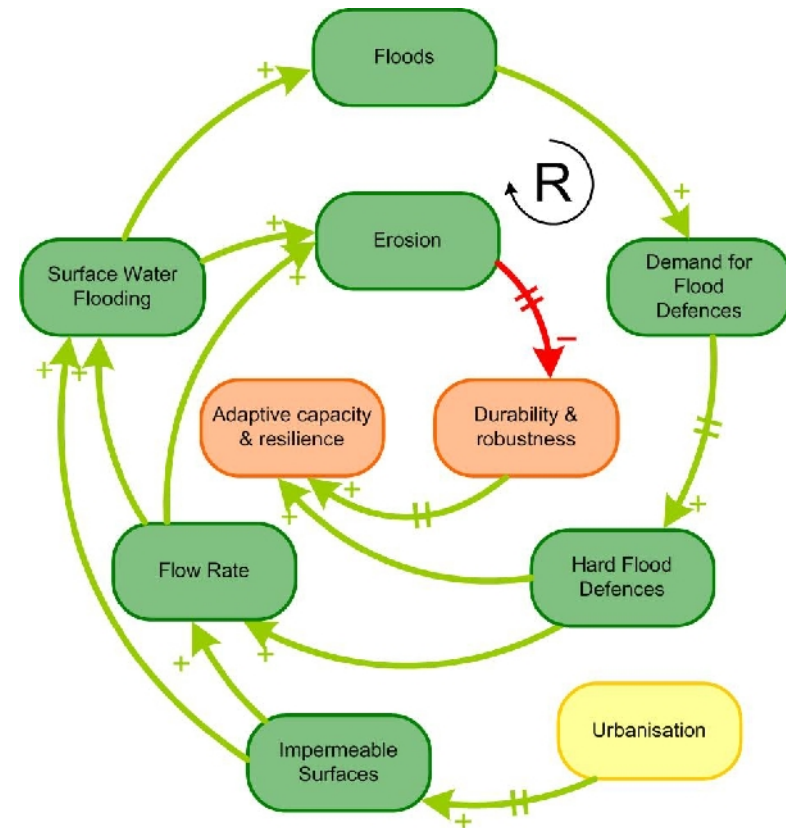 Floods
R
Erosion
Surface Water
Flooding
Demand for
Flood
Defences
Adaptive capacity
& resilience
Durability &
robustness
Flow Rate
Hard Flood
Defences
Urbanisation
Impermeable
Surfaces
+
+
+
+
+
+
+
+
+
+
+
+
–